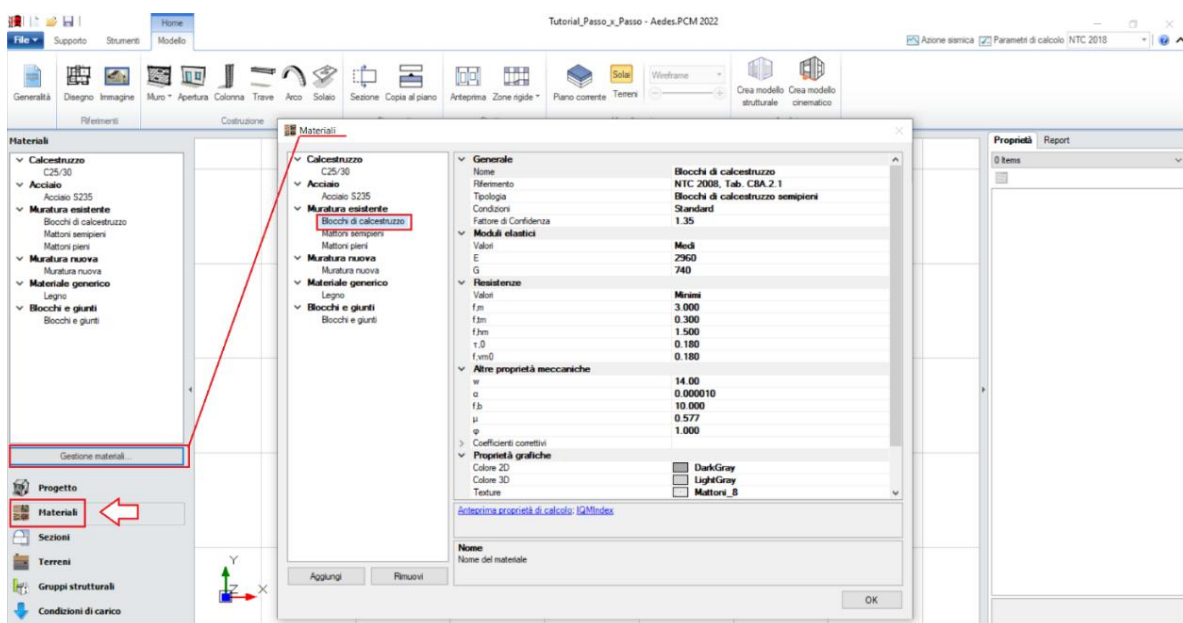 Tutorial_Passo_x_Passo - Aedes.PCM 2022
Home
File Supporto Strumenti Modello
Azione sismica Parametri di calcolo NTC 2018
Generalità Disegno Immagine Muro Apertura Colonna Trave Arco Solaio Sezione Copia al piano Anteprima Zone rigide Piano corrente Solai Terreni Wireframe Crea modello strutturale Crea modello cinematico
Riferimenti Costruzione
Materiali
Calcestruzzo
C25/30
Acciaio
Acciaio S235
Muratura esistente
Blocchi di calcestruzzo
Mattoni semipieni
Mattoni pieni
Muratura nuova
Muratura nuova
Materiale generico
Legno
Blocchi e giunti
Blocchi e giunti
Gestione materiali...
Progetto
Materiali
Sezioni
Terreni
Gruppi strutturali
Condizioni di carico
Y
Z X
Materiali
Calcestruzzo
C25/30
Acciaio
Acciaio S235
Muratura esistente
Blocchi di calcestruzzo
Mattoni semipieni
Mattoni pieni
Muratura nuova
Muratura nuova
Materiale generico
Legno
Blocchi e giunti
Blocchi e giunti
Aggiungi Rimuovi
Generale
Nome Blocchi di calcestruzzo
Riferimento NTC 2008, Tab. C8A.2.1
Tipologia Blocchi di calcestruzzo semipieni
Condizioni Standard
Fattore di Confidenza 1.35
Moduli elastici
Valori Medi
E 2960
G 740
Resistenze
Valori Minimi
f,m 3.000
f,tm 0.300
f,hm 1.500
τ,0 0.180
f,vm0 0.180
Altre proprietà meccaniche
w 14.00
α 0.000010
f,b 10.000
μ 0.577
φ 1.000
Coefficienti correttivi
Proprietà grafiche
Colore 2D DarkGray
Colore 3D LightGray
Texture Mattoni_8
Anteprima proprietà di calcolo; IQMIndex
Nome
Nome del materiale
OK
Proprietà Report
0 Items